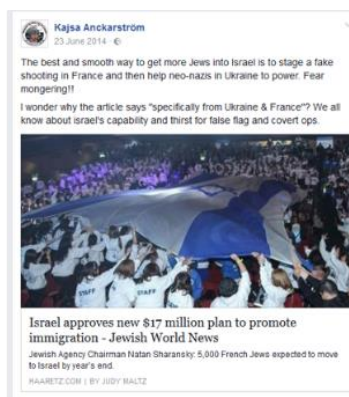 Kajsa Anckarström
23 June 2014
The best and smooth way to get more Jews into Israel is to stage a fake
shooting in France and then help neo-nazis in Ukraine to power. Fear
mongering!!!
I wonder why the article says "specifically from Ukraine & France"? We all
know about israel's capability and thirst for false flag and covert ops.
STAFF
STAFF
Israel approves new $17 million plan to promote
immigration - Jewish World News
Jewish Agency Chairman Natan Sharansky: 5,000 French Jews expected to move
to Israel by year's end.
HAARETZ.COM | BY JUDY MALTZ